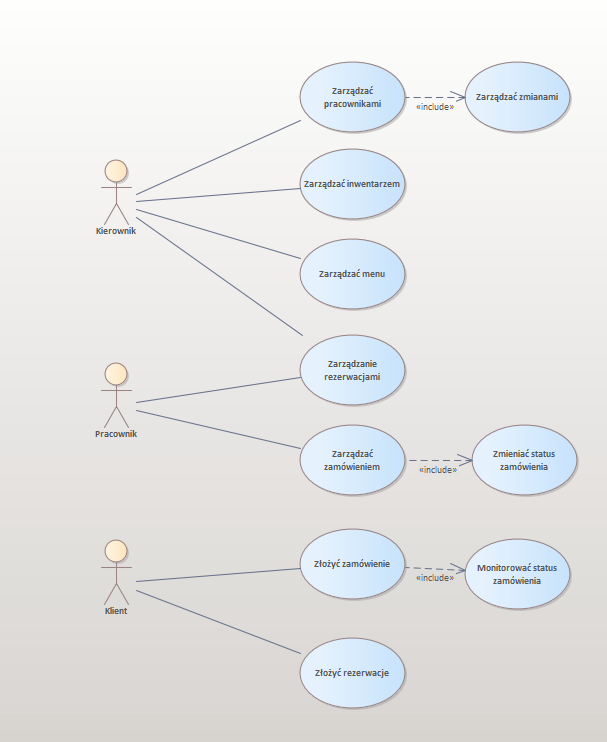 Zarządzać
pracownikami
«include»
Zarządzać zmianami
Zarządzać inwentarzem
Kierownik
Zarządzać menu
Zarządzanie
rezerwacjami
Pracownik
Zarządzać
zamówieniem
«include»
Zmieniać status
zamówienia
Złożyć zamówienie
«include»
Monitorować status
zamówienia
Klient
Złożyć rezerwacje